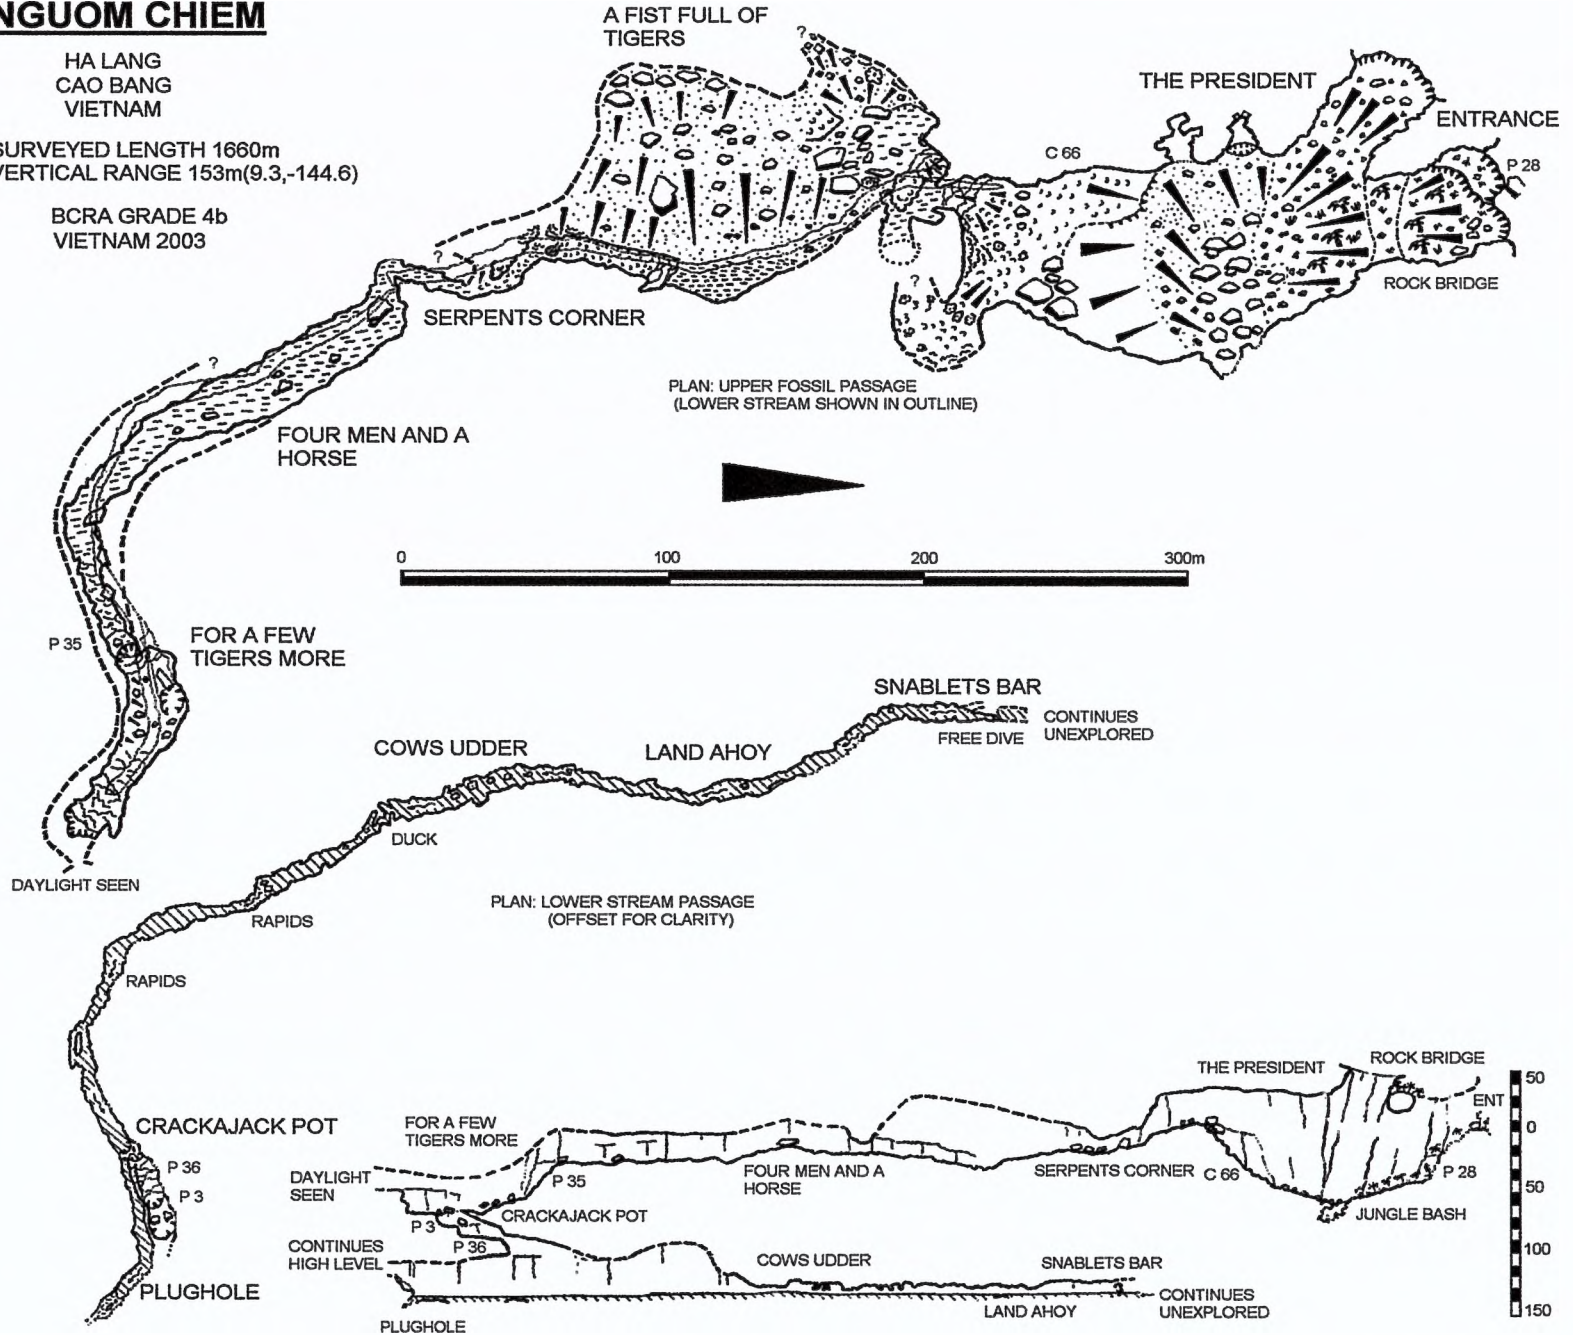 NGUOM CHIEM
HA LANG
CAO BANG
VIETNAM
SURVEYED LENGTH 1660m
VERTICAL RANGE 153m(9.3,-144.6)
BCRA GRADE 4b
VIETNAM 2003
A FIST FULL OF
TIGERS
?
THE PRESIDENT
ENTRANCE
C 66
P 28
ROCK BRIDGE
?
?
SERPENTS CORNER
PLAN: UPPER FOSSIL PASSAGE
(LOWER STREAM SHOWN IN OUTLINE)
?
FOUR MEN AND A
HORSE
0 100 200 300m
P 35
FOR A FEW
TIGERS MORE
DAYLIGHT SEEN
SNABLETS BAR
CONTINUES
UNEXPLORED
FREE DIVE
COWS UDDER
LAND AHOY
DUCK
PLAN: LOWER STREAM PASSAGE
(OFFSET FOR CLARITY)
RAPIDS
RAPIDS
CRACKAJACK POT
P 36
P 3
PLUGHOLE
THE PRESIDENT
ROCK BRIDGE
ENT
50
0
50
100
150
FOR A FEW
TIGERS MORE
DAYLIGHT
SEEN
P 35
FOUR MEN AND A
HORSE
SERPENTS CORNER
C 66
P 28
JUNGLE BASH
P 3
CRACKAJACK POT
P 36
CONTINUES
HIGH LEVEL
COWS UDDER
SNABLETS BAR
LAND AHOY
CONTINUES
UNEXPLORED
PLUGHOLE